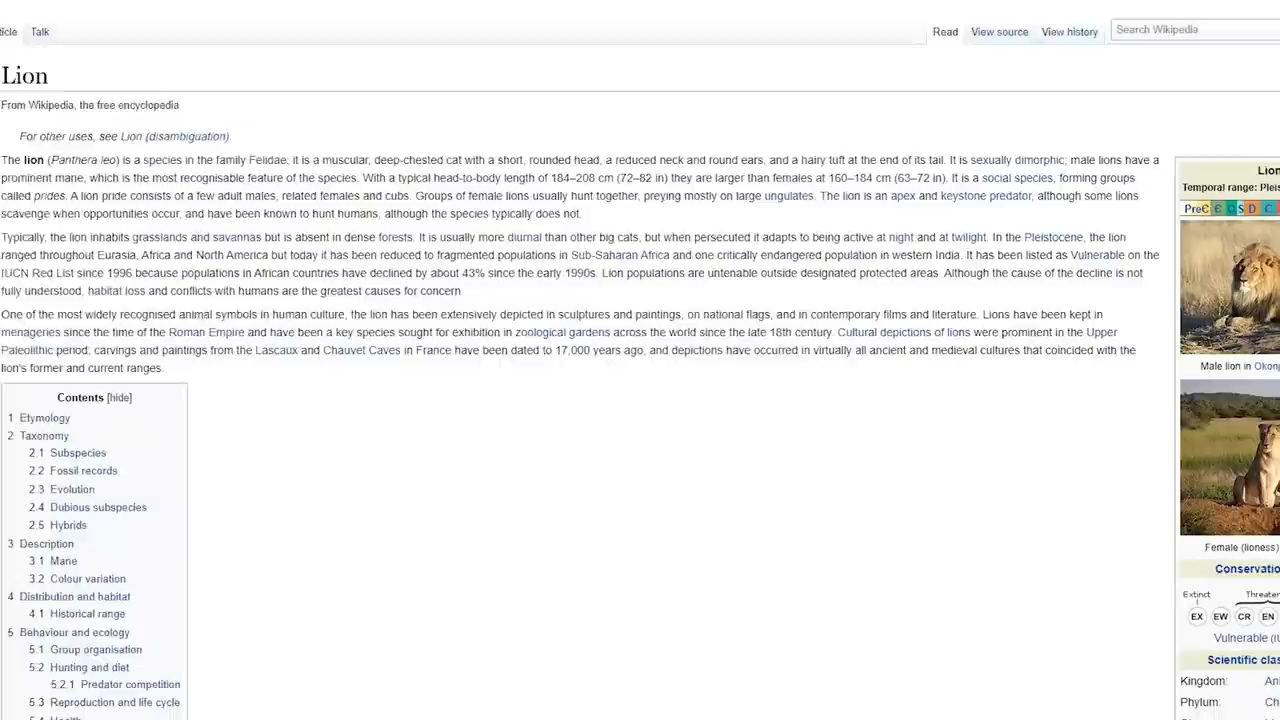 ticle Talk Read View source View history Search Wikipedia
Lion
From Wikipedia, the free encyclopedia
For other uses, see Lion (disambiguation).
The lion (Panthera leo) is a species in the family Felidae; it is a muscular, deep-chested cat with a short, rounded head, a reduced neck and round ears, and a hairy tuft at the end of its tail. It is sexually dimorphic; male lions have a
prominent mane, which is the most recognisable feature of the species. With a typical head-to-body length of 184–208 cm (72–82 in) they are larger than females at 160–184 cm (63–72 in). It is a social species, forming groups
called prides. A lion pride consists of a few adult males, related females and cubs. Groups of female lions usually hunt together, preying mostly on large ungulates. The lion is an apex and keystone predator, although some lions
scavenge when opportunities occur, and have been known to hunt humans, although the species typically does not.
Typically, the lion inhabits grasslands and savannas but is absent in dense forests. It is usually more diurnal than other big cats, but when persecuted it adapts to being active at night and at twilight. In the Pleistocene, the lion
ranged throughout Eurasia, Africa and North America but today it has been reduced to fragmented populations in Sub-Saharan Africa and one critically endangered population in western India. It has been listed as Vulnerable on the
IUCN Red List since 1996 because populations in African countries have declined by about 43% since the early 1990s. Lion populations are untenable outside designated protected areas. Although the cause of the decline is not
fully understood, habitat loss and conflicts with humans are the greatest causes for concern.
One of the most widely recognised animal symbols in human culture, the lion has been extensively depicted in sculptures and paintings, on national flags, and in contemporary films and literature. Lions have been kept in
menageries since the time of the Roman Empire and have been a key species sought for exhibition in zoological gardens across the world since the late 18th century. Cultural depictions of lions were prominent in the Upper
Paleolithic period; carvings and paintings from the Lascaux and Chauvet Caves in France have been dated to 17,000 years ago, and depictions have occurred in virtually all ancient and medieval cultures that coincided with the
lion's former and current ranges.
Contents [hide]
1 Etymology
2 Taxonomy
2.1 Subspecies
2.2 Fossil records
2.3 Evolution
2.4 Dubious subspecies
2.5 Hybrids
3 Description
3.1 Mane
3.2 Colour variation
4 Distribution and habitat
4.1 Historical range
5 Behaviour and ecology
5.1 Group organisation
5.2 Hunting and diet
5.2.1 Predator competition
5.3 Reproduction and life cycle
5.4 Health
Lion
Temporal range: Pleis
PreЄ Є O S D C
Male lion in Okonj
Female (lioness)
Conservatio
Extinct Threaten
EX EW CR EN
Vulnerable (IU
Scientific clas
Kingdom: Ani
Phylum: Ch